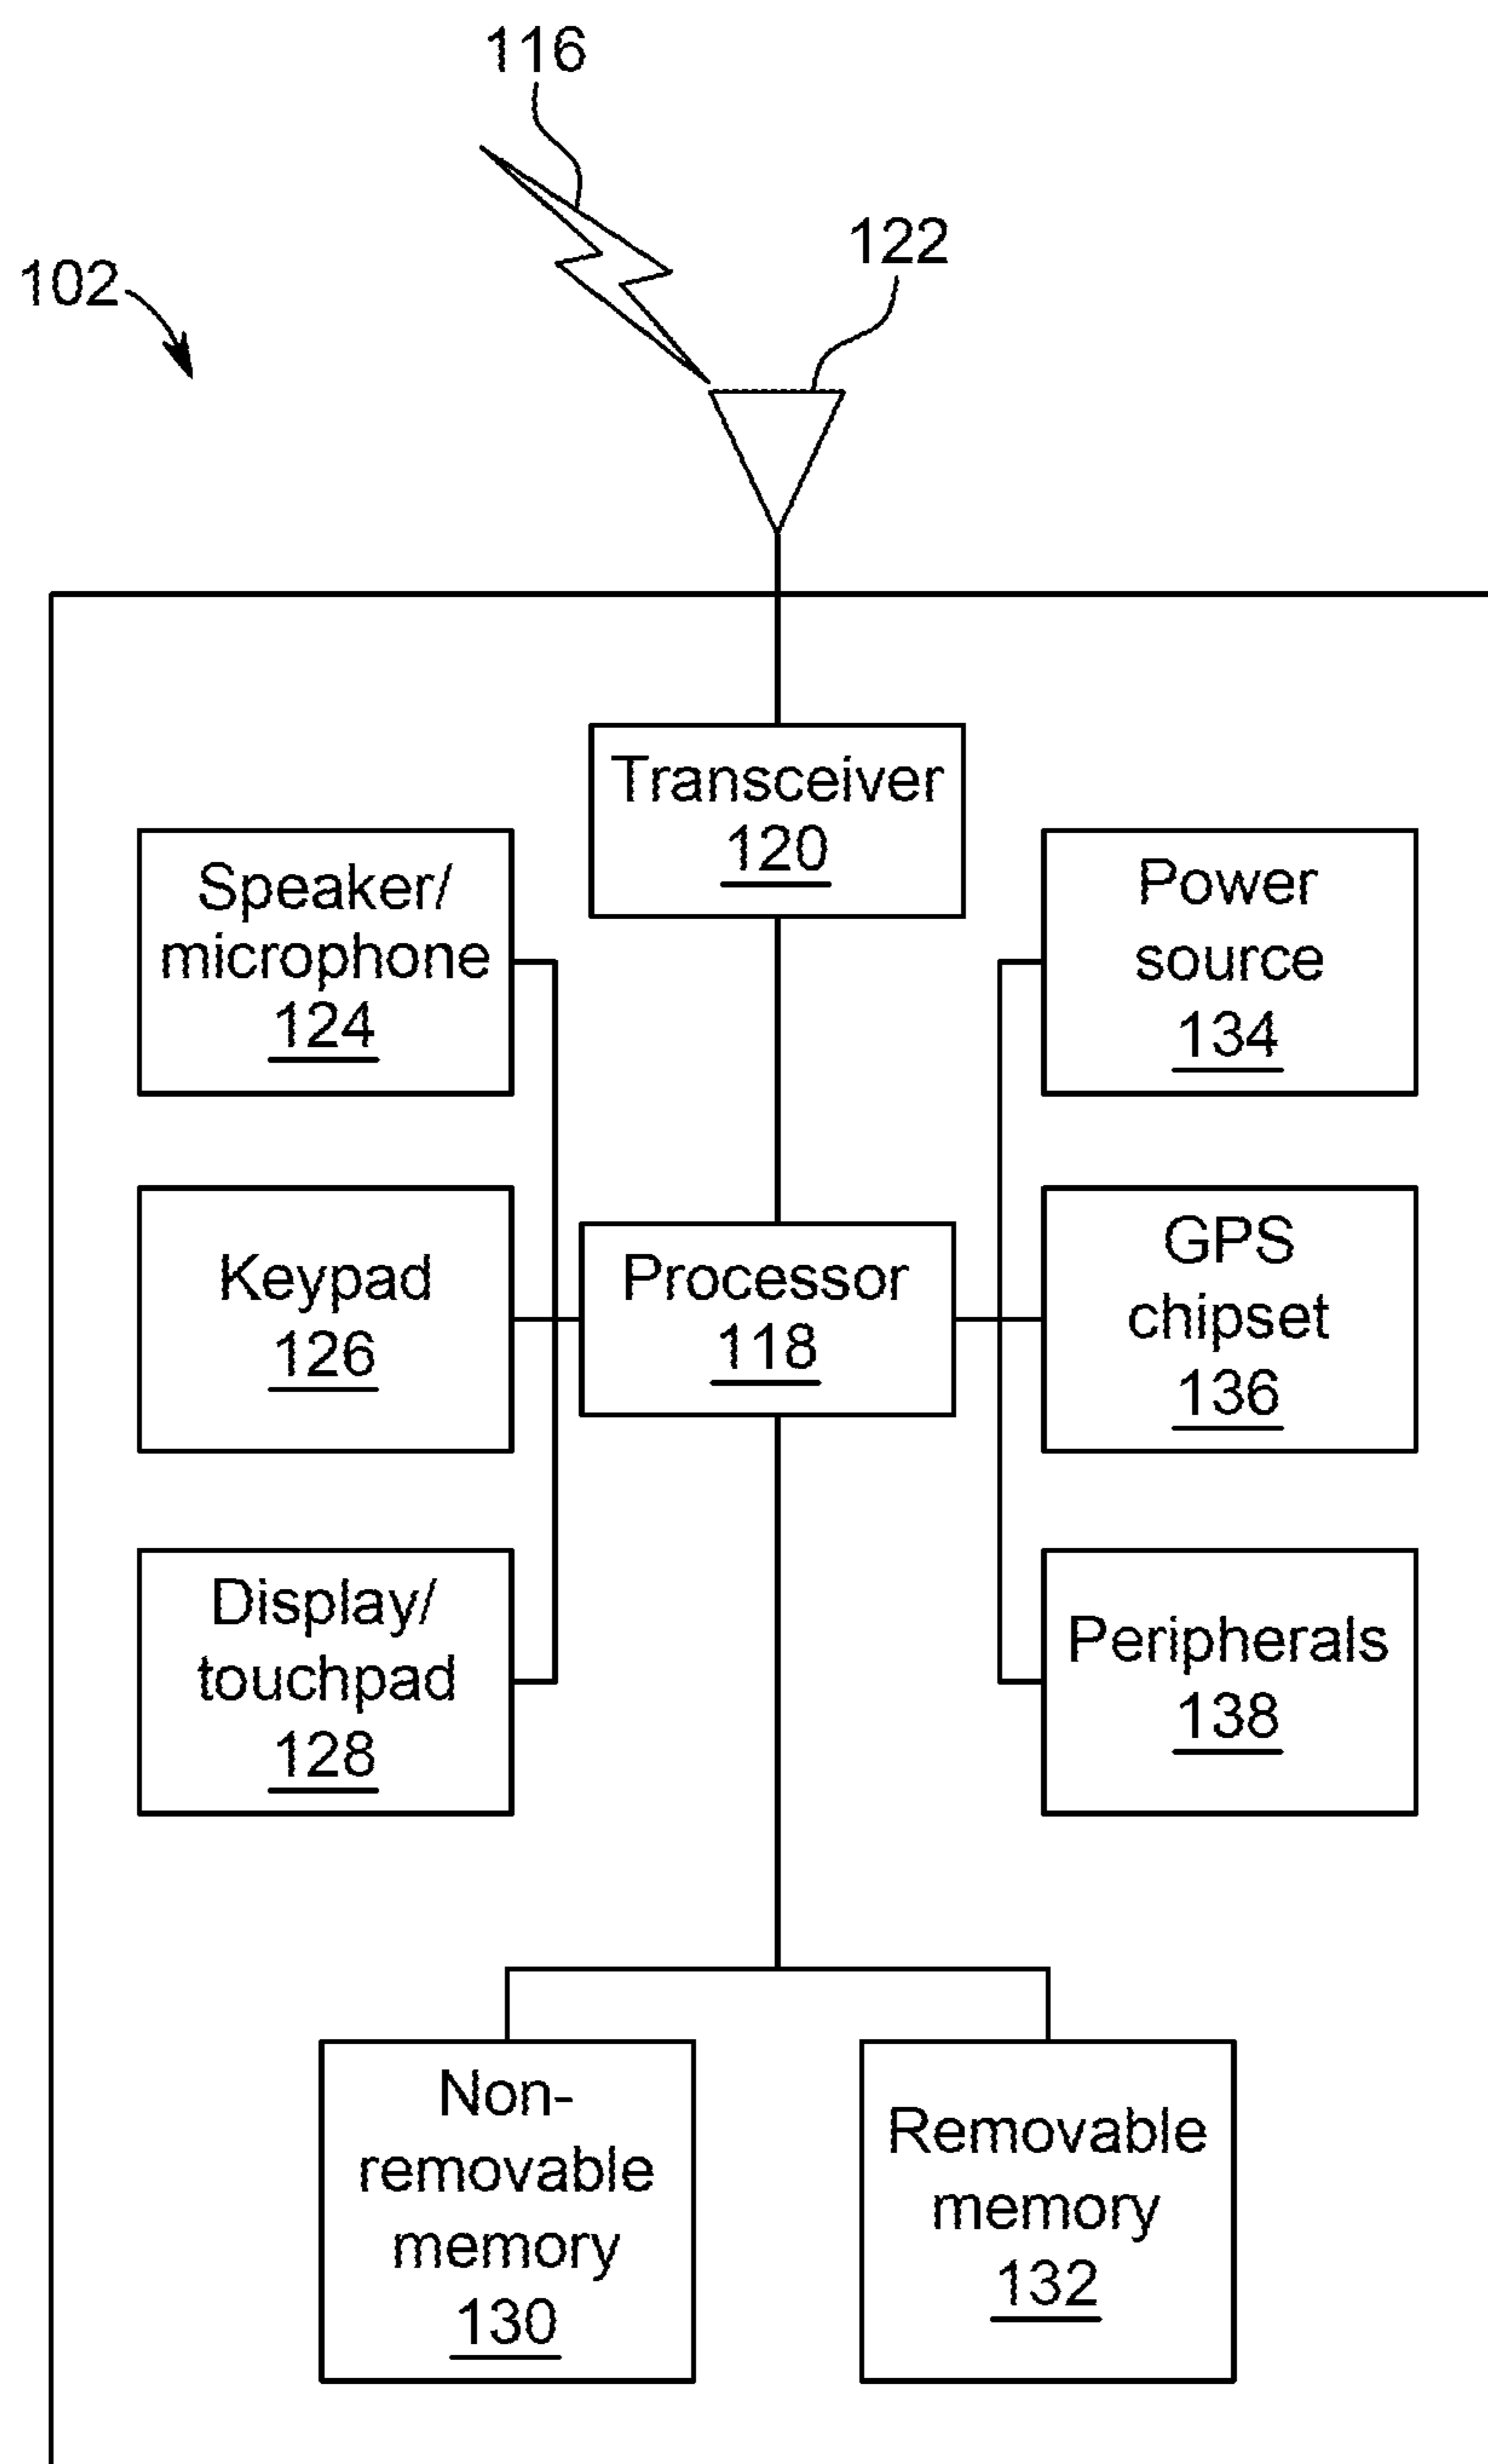 116
122
102
Transceiver
120
Speaker/
microphone
124
Power
source
134
Keypad
126
Processor
118
GPS
chipset
136
Display/
touchpad
128
Peripherals
138
Non-
removable
memory
130
Removable
memory
132